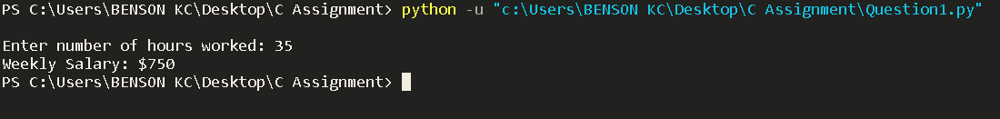 PS C:\Users\BENSON KC\Desktop\C Assignment> python -u "c:\Users\BENSON KC\Desktop\C Assignment\Question1.py"
Enter number of hours worked: 35
Weekly Salary: $750
PS C:\Users\BENSON KC\Desktop\C Assignment>